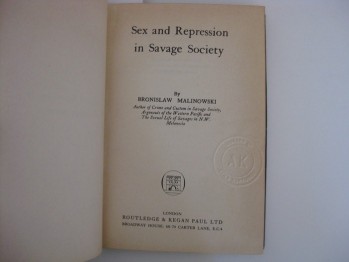 Sex and Repression
in Savage Society
By
BRONISLAW MALINOWSKI
Author of Crime and Custom in Savage Society,
Argonauts of the Western Pacific and
The Sexual Life of Savages in N.W.
Melanesia
LONDON
ROUTLEDGE & KEGAN PAUL LTD
BROADWAY HOUSE, 68-74 CARTER LANE, E.C.4